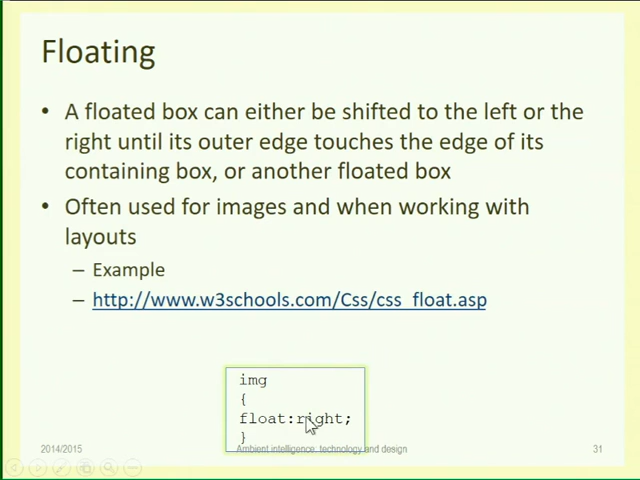 Floating
• A floated box can either be shifted to the left or the
right until its outer edge touches the edge of its
containing box, or another floated box
• Often used for images and when working with
layouts
– Example
– http://www.w3schools.com/Css/css_float.asp
img
{
float:right;
}
2014/2015
Ambient intelligence, technology and design
31